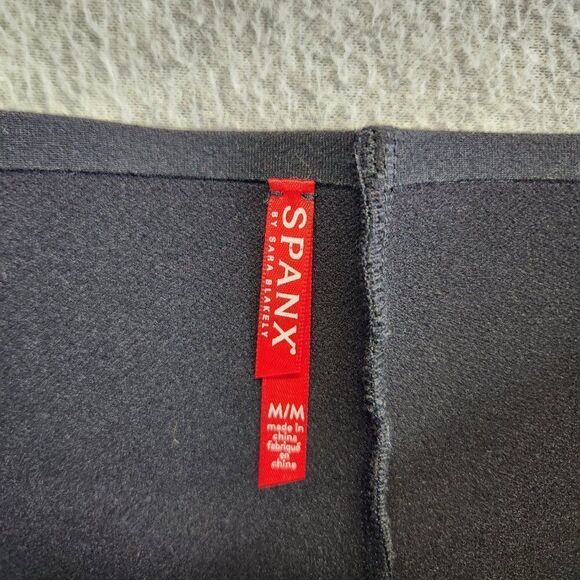 SPANX
BY SARA BLAKELY
M/M
made in
china
fabriqué
en
chine